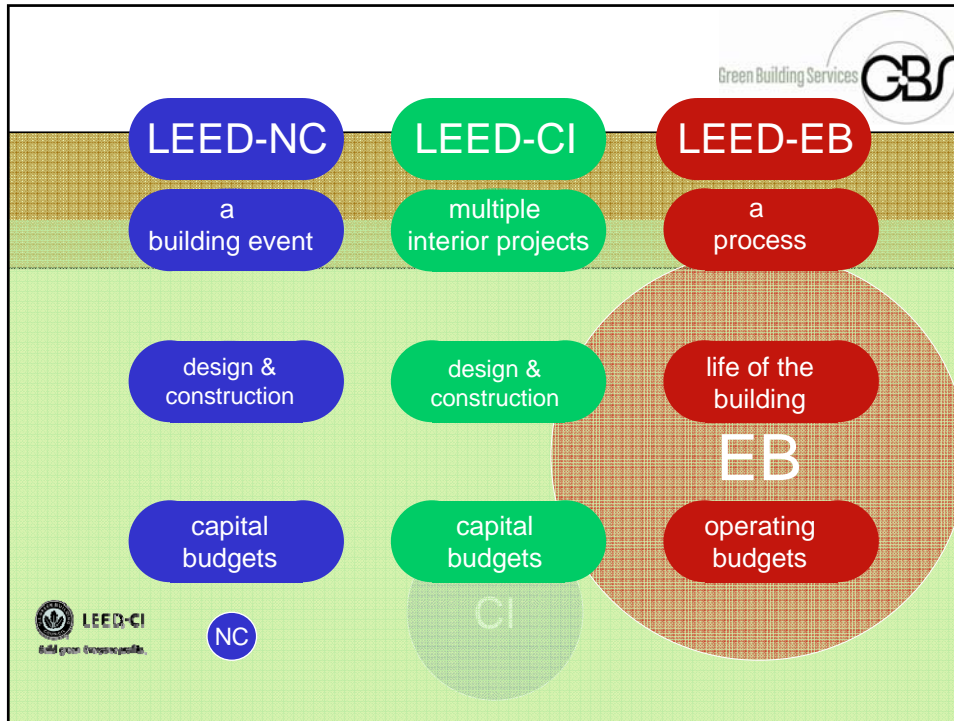 Green Building Services GBS
LEED-NC
LEED-CI
LEED-EB
a
building event
multiple
interior projects
a
process
design &
construction
design &
construction
life of the
building
EB
capital
budgets
capital
budgets
operating
budgets
CI
LEED-CI
NC